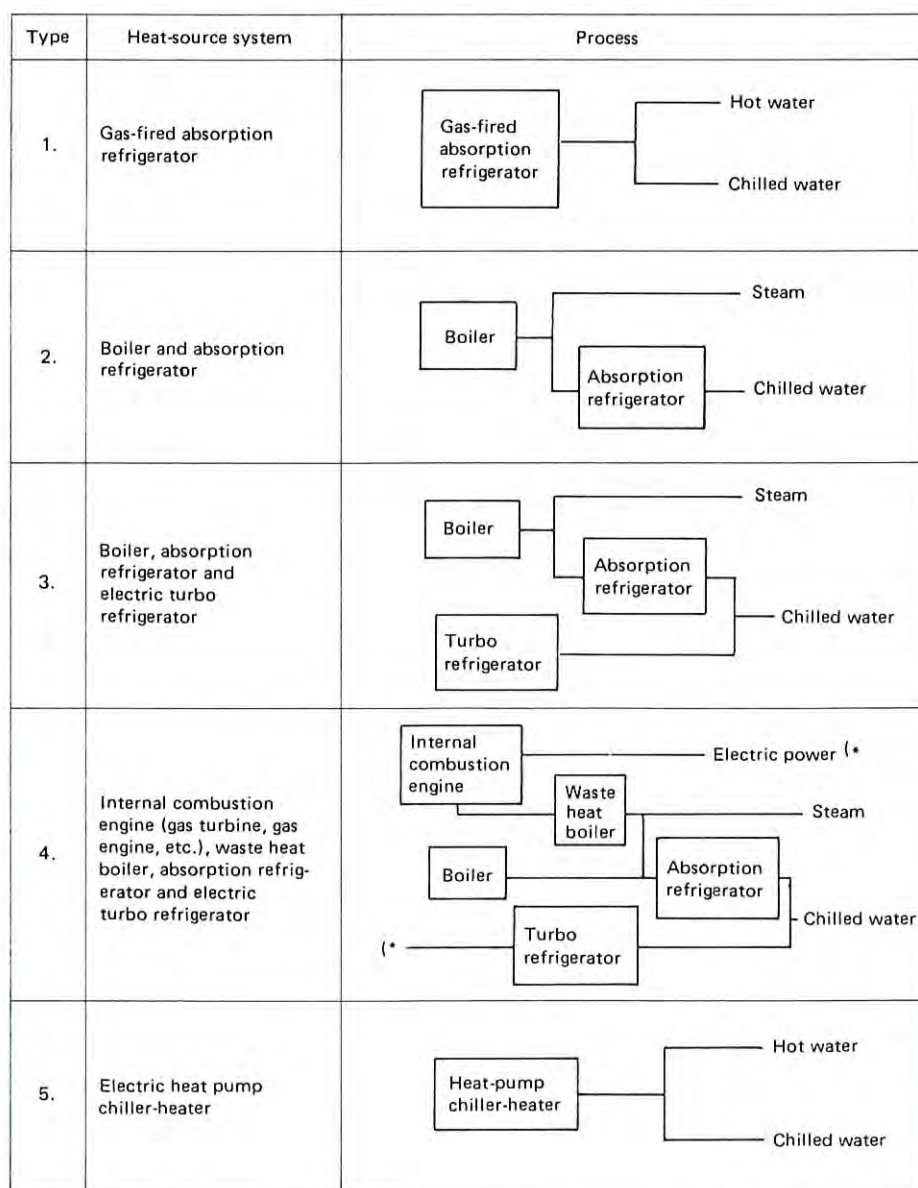 Type Heat-source system Process
1.
Gas-fired absorption
refrigerator
Gas-fired
absorption
refrigerator
Hot water
Chilled water
2.
Boiler and absorption
refrigerator
Boiler
Steam
Absorption
refrigerator
Chilled water
3.
Boiler, absorption
refrigerator and
electric turbo
refrigerator
Boiler
Steam
Absorption
refrigerator
Chilled water
Turbo
refrigerator
4.
Internal combustion
engine (gas turbine, gas
engine, etc.), waste heat
boiler, absorption refrig-
erator and electric
turbo refrigerator
Internal
combustion
engine
Electric power (*
Waste
heat
boiler
Steam
Boiler
Absorption
refrigerator
Chilled water
(*
Turbo
refrigerator
5.
Electric heat pump
chiller-heater
Heat-pump
chiller-heater
Hot water
Chilled water